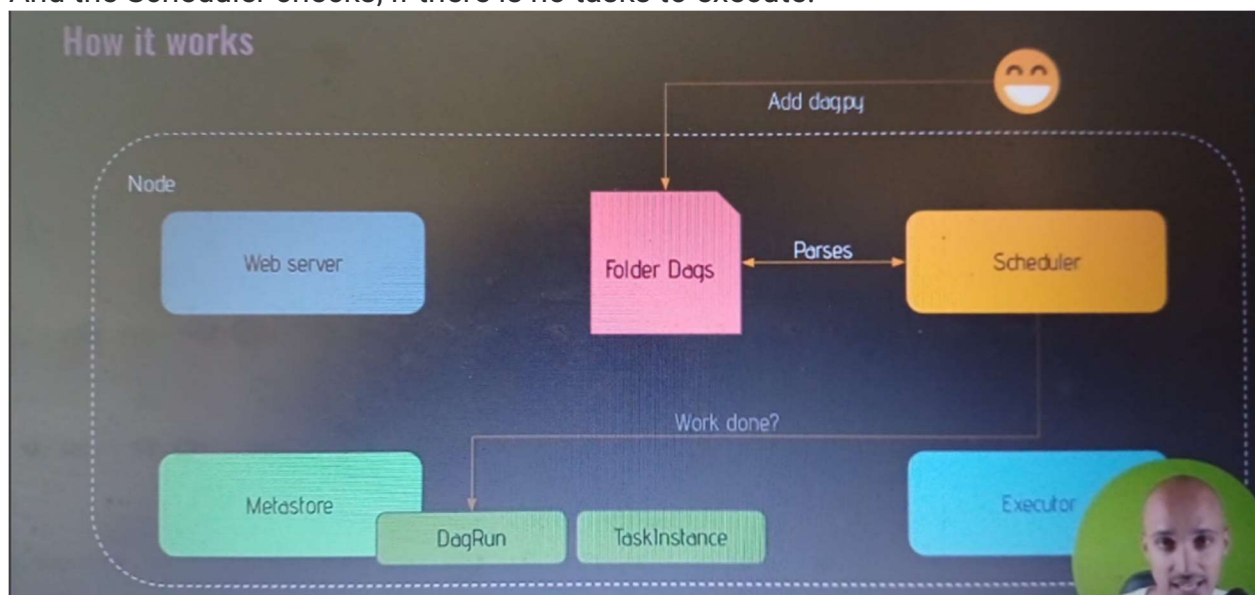 And the Scheduler checks, if there is no tasks to execute.
How it works
Add dag.py
Node
Web server
Folder Dags
Parses
Scheduler
Work done?
Metastore
DagRun
TaskInstance
Executor